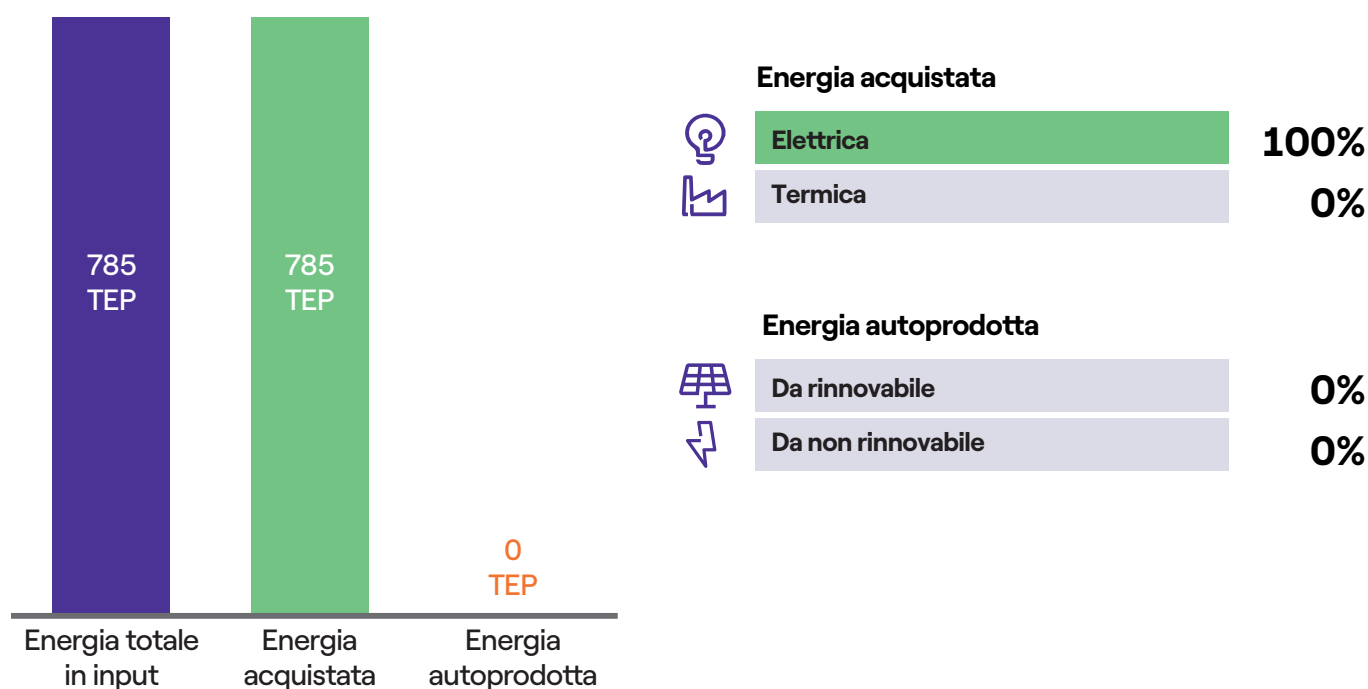 785
TEP
785
TEP
0
TEP
Energia totale
in input
Energia
acquistata
Energia
autoprodotta
Energia acquistata
Elettrica
100%
Termica
0%
Energia autoprodotta
Da rinnovabile
0%
Da non rinnovabile
0%